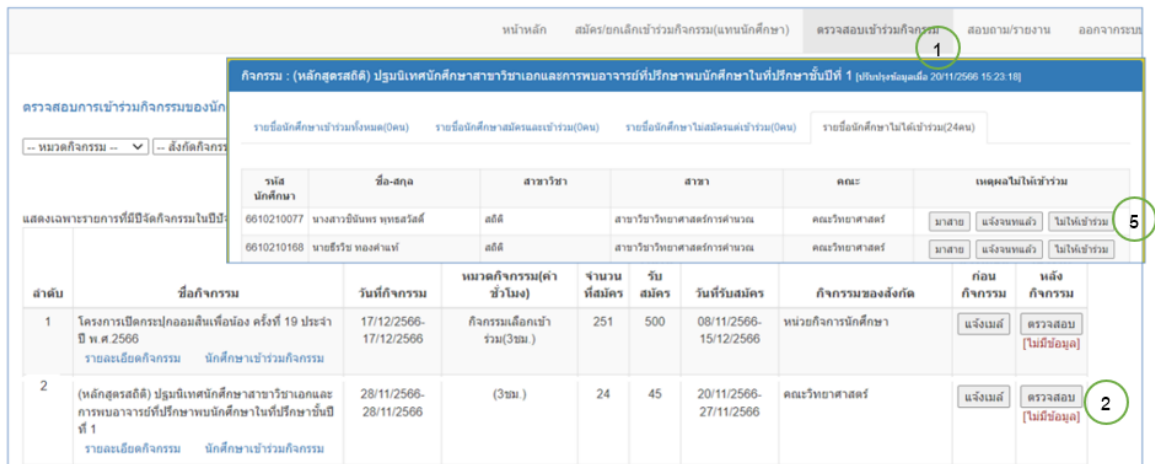 หน้าหลัก สมัคร/ยกเลิกเข้าร่วมกิจกรรม(แทนนักศึกษา) ตรวจสอบเข้าร่วมกิจกรรม สอบถาม/รายงาน ออกจากระบบ
1
กิจกรรม : (หลักสูตรสถิติ) ปฐมนิเทศนักศึกษาสาขาวิชาเอกและการพบอาจารย์ที่ปรึกษาพบนักศึกษาในที่ปรึกษาชั้นปีที่ 1 [ปรับปรุงข้อมูลเมื่อ 20/11/2566 15:23:18]
ตรวจสอบการเข้าร่วมกิจกรรมของนัก
รายชื่อนักศึกษาเข้าร่วมทั้งหมด(0คน) รายชื่อนักศึกษาสมัครและเข้าร่วม(0คน) รายชื่อนักศึกษาไม่สมัครแต่เข้าร่วม(0คน) รายชื่อนักศึกษาไม่ได้เข้าร่วม(24คน)
-- หมวดกิจกรรม -- -- สังกัดกิจกรร
รหัสนักศึกษา ชื่อ-สกุล สาขาวิชา สาขา คณะ เหตุผลไม่ให้เข้าร่วม
แสดงเฉพาะรายการที่มีปีจัดกิจกรรมในปีปัจ
6610210077 นางสาวชินันพร พุทธสวัสดิ์ สถิติ สาขาวิชาวิทยาศาสตร์การคำนวณ คณะวิทยาศาสตร์ มาสาย แจ้งจนทแล้ว ไม่ให้เข้าร่วม
5
6610210168 นายธีรวิช ทองคำแท้ สถิติ สาขาวิชาวิทยาศาสตร์การคำนวณ คณะวิทยาศาสตร์ มาสาย แจ้งจนทแล้ว ไม่ให้เข้าร่วม
ลำดับ ชื่อกิจกรรม วันที่กิจกรรม หมวดกิจกรรม(ค่าชั่วโมง) จำนวนที่สมัคร รับสมัคร วันที่รับสมัคร กิจกรรมของสังกัด ก่อนกิจกรรม หลังกิจกรรม
1 โครงการเปิดกระปุกออมสินเพื่อน้อง ครั้งที่ 19 ประจำ 17/12/2566- กิจกรรมเลือกเข้า 251 500 08/11/2566- หน่วยกิจการนักศึกษา แจ้งเมล์ ตรวจสอบ
ปี พ.ศ.2566 17/12/2566 ร่วม(3ชม.) 15/12/2566 [ไม่มีข้อมูล]
รายละเอียดกิจกรรม นักศึกษาเข้าร่วมกิจกรรม
2 (หลักสูตรสถิติ) ปฐมนิเทศนักศึกษาสาขาวิชาเอกและ 28/11/2566- (3ชม.) 24 45 20/11/2566- คณะวิทยาศาสตร์ แจ้งเมล์ ตรวจสอบ 2
การพบอาจารย์ที่ปรึกษาพบนักศึกษาในที่ปรึกษาชั้นปี 28/11/2566 27/11/2566 [ไม่มีข้อมูล]
ที่ 1
รายละเอียดกิจกรรม นักศึกษาเข้าร่วมกิจกรรม